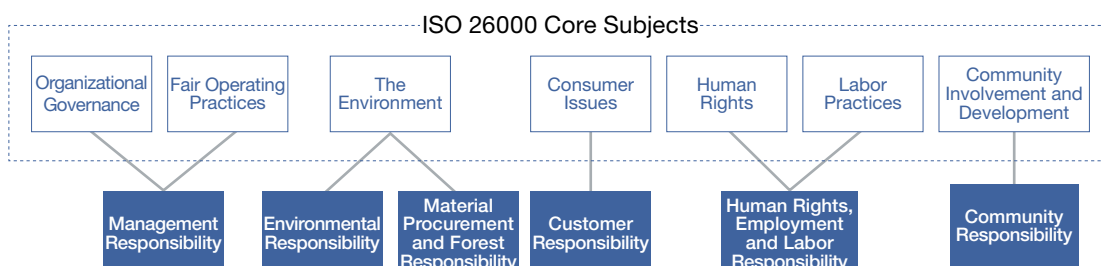 ISO 26000 Core Subjects
Organizational
Governance
Fair Operating
Practices
The
Environment
Consumer
Issues
Human
Rights
Labor
Practices
Community
Involvement and
Development
Management
Responsibility
Environmental
Responsibility
Material
Procurement
and Forest
Responsibility
Customer
Responsibility
Human Rights,
Employment
and Labor
Responsibility
Community
Responsibility